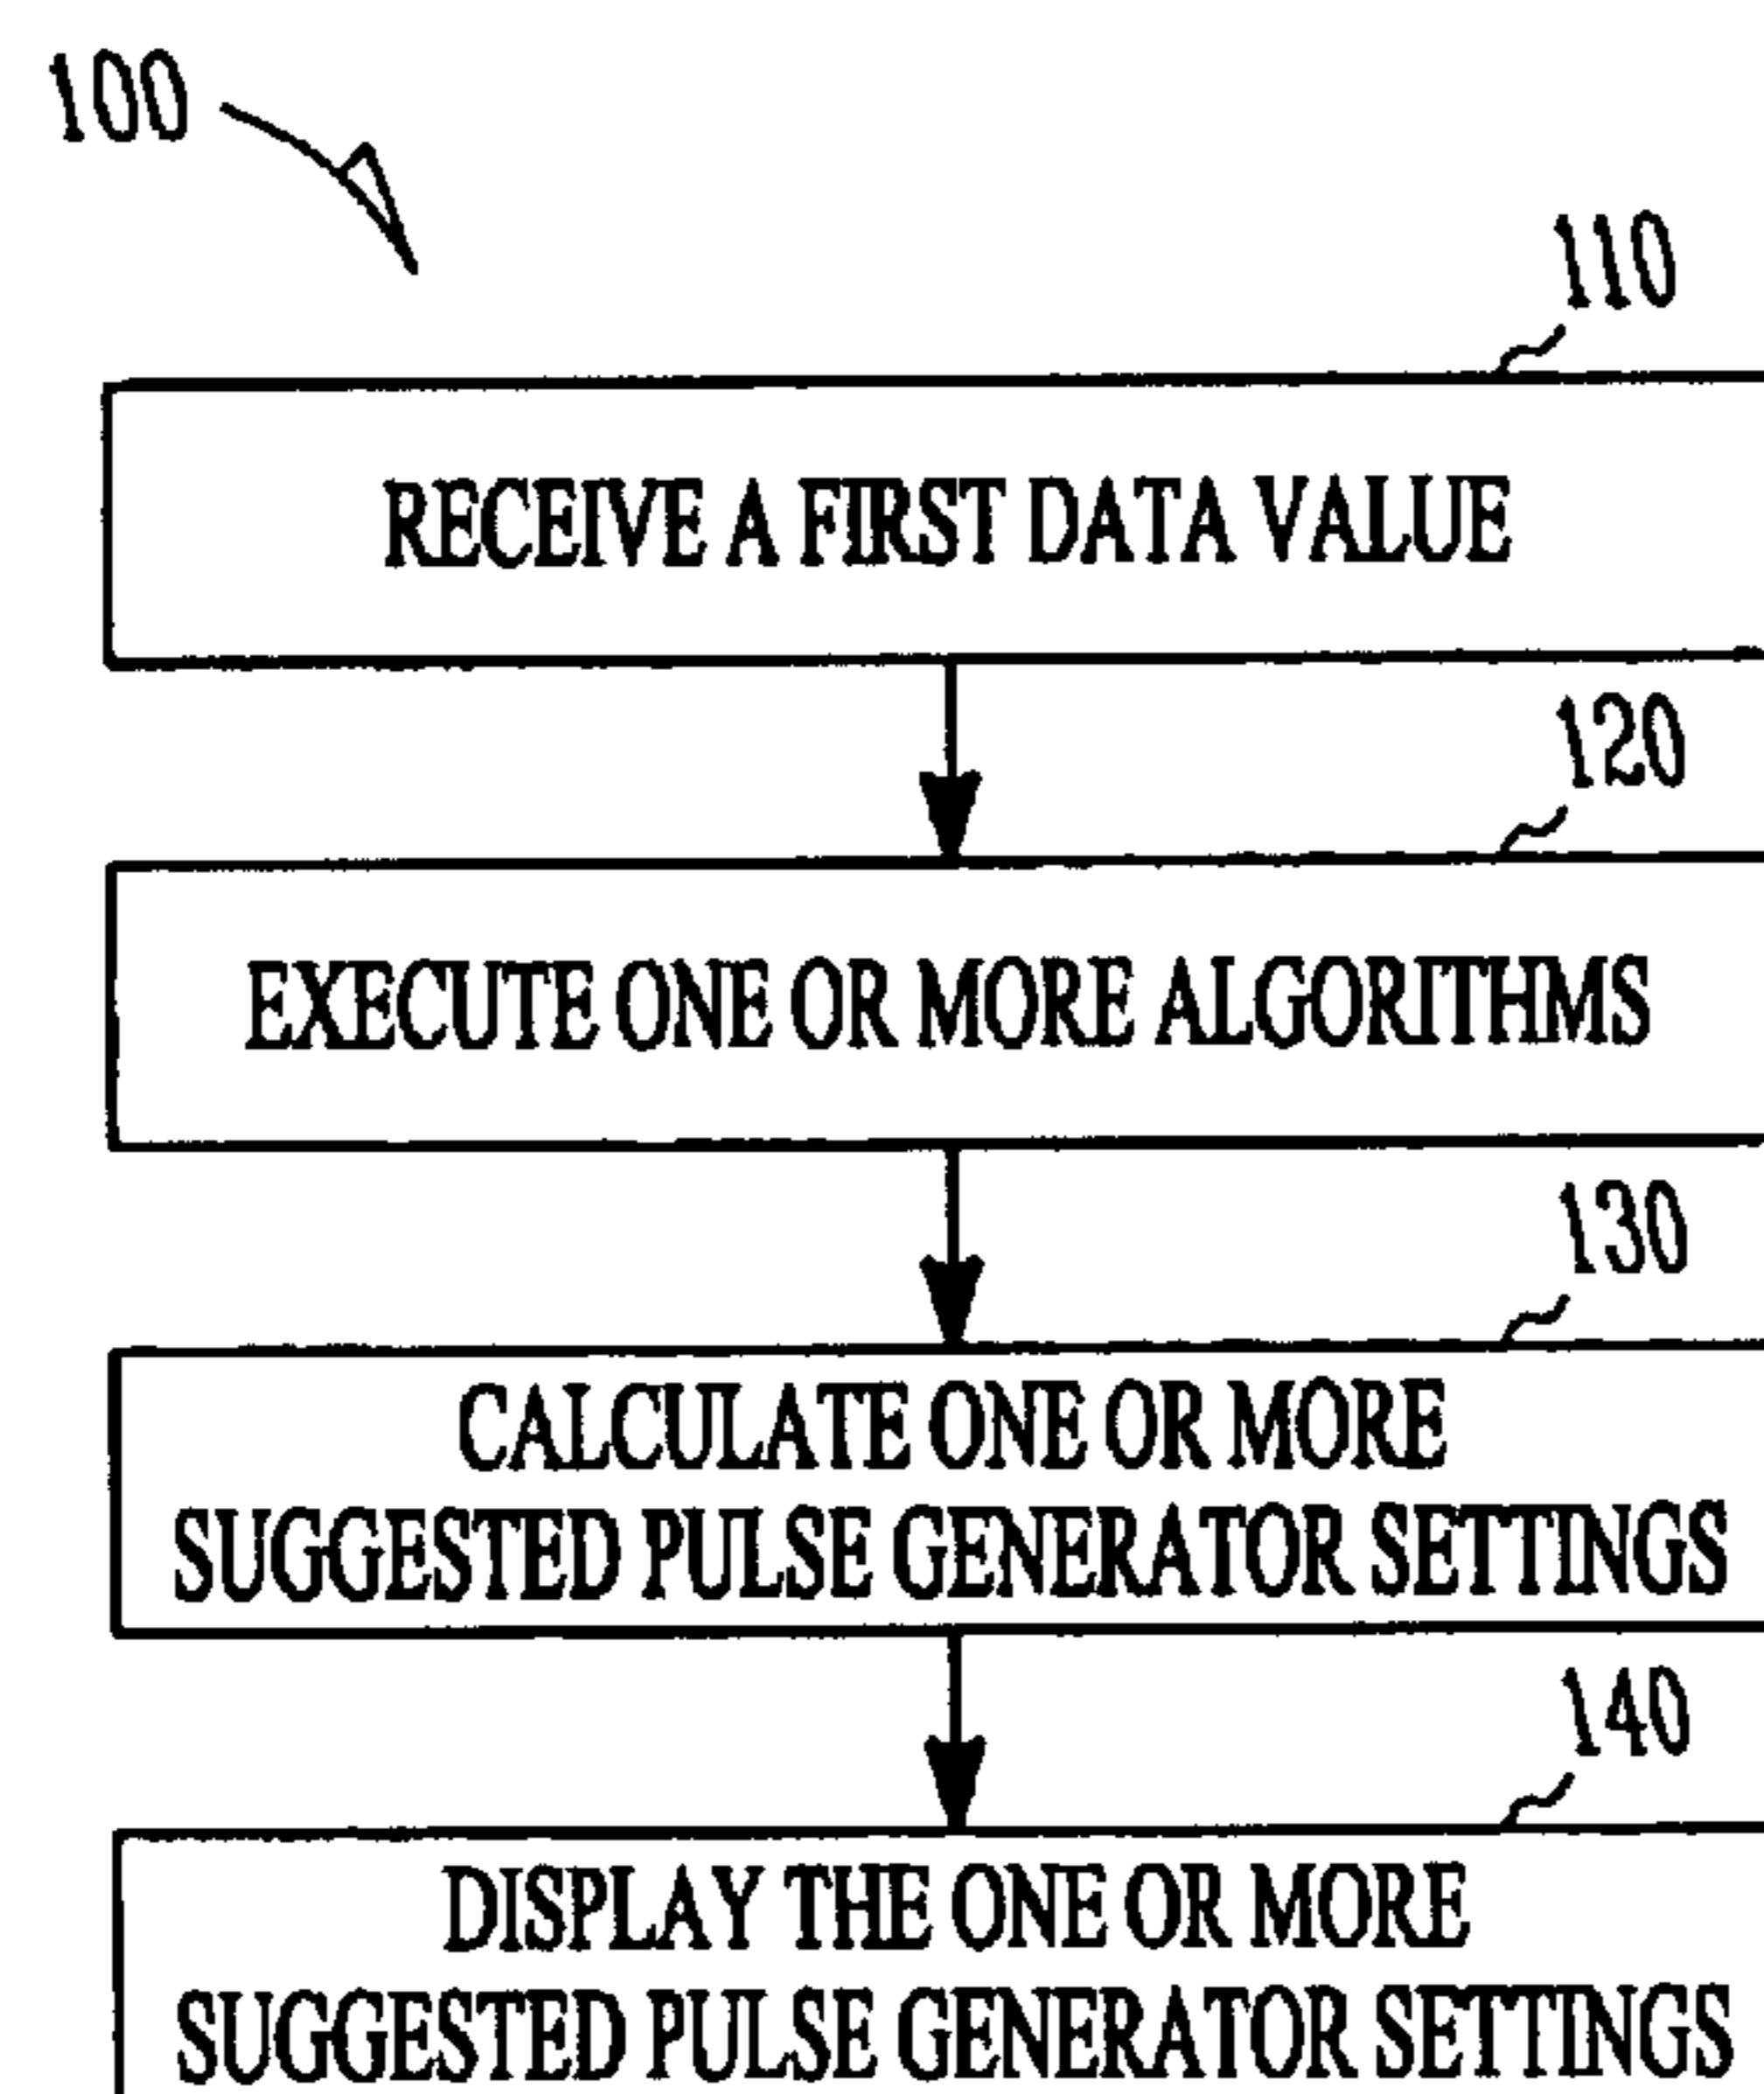 100
110
RECEIVE A FIRST DATA VALUE
120
EXECUTE ONE OR MORE ALGORITHMS
130
CALCULATE ONE OR MORE
SUGGESTED PULSE GENERATOR SETTINGS
140
DISPLAY THE ONE OR MORE
SUGGESTED PULSE GENERATOR SETTINGS